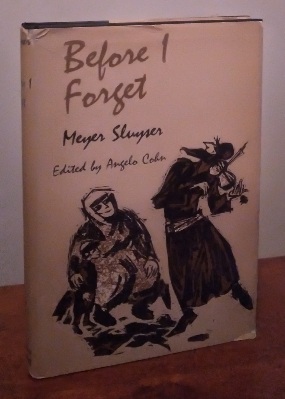 Before I
Forget
Meyer Sluyser
Edited by Angelo Cohn